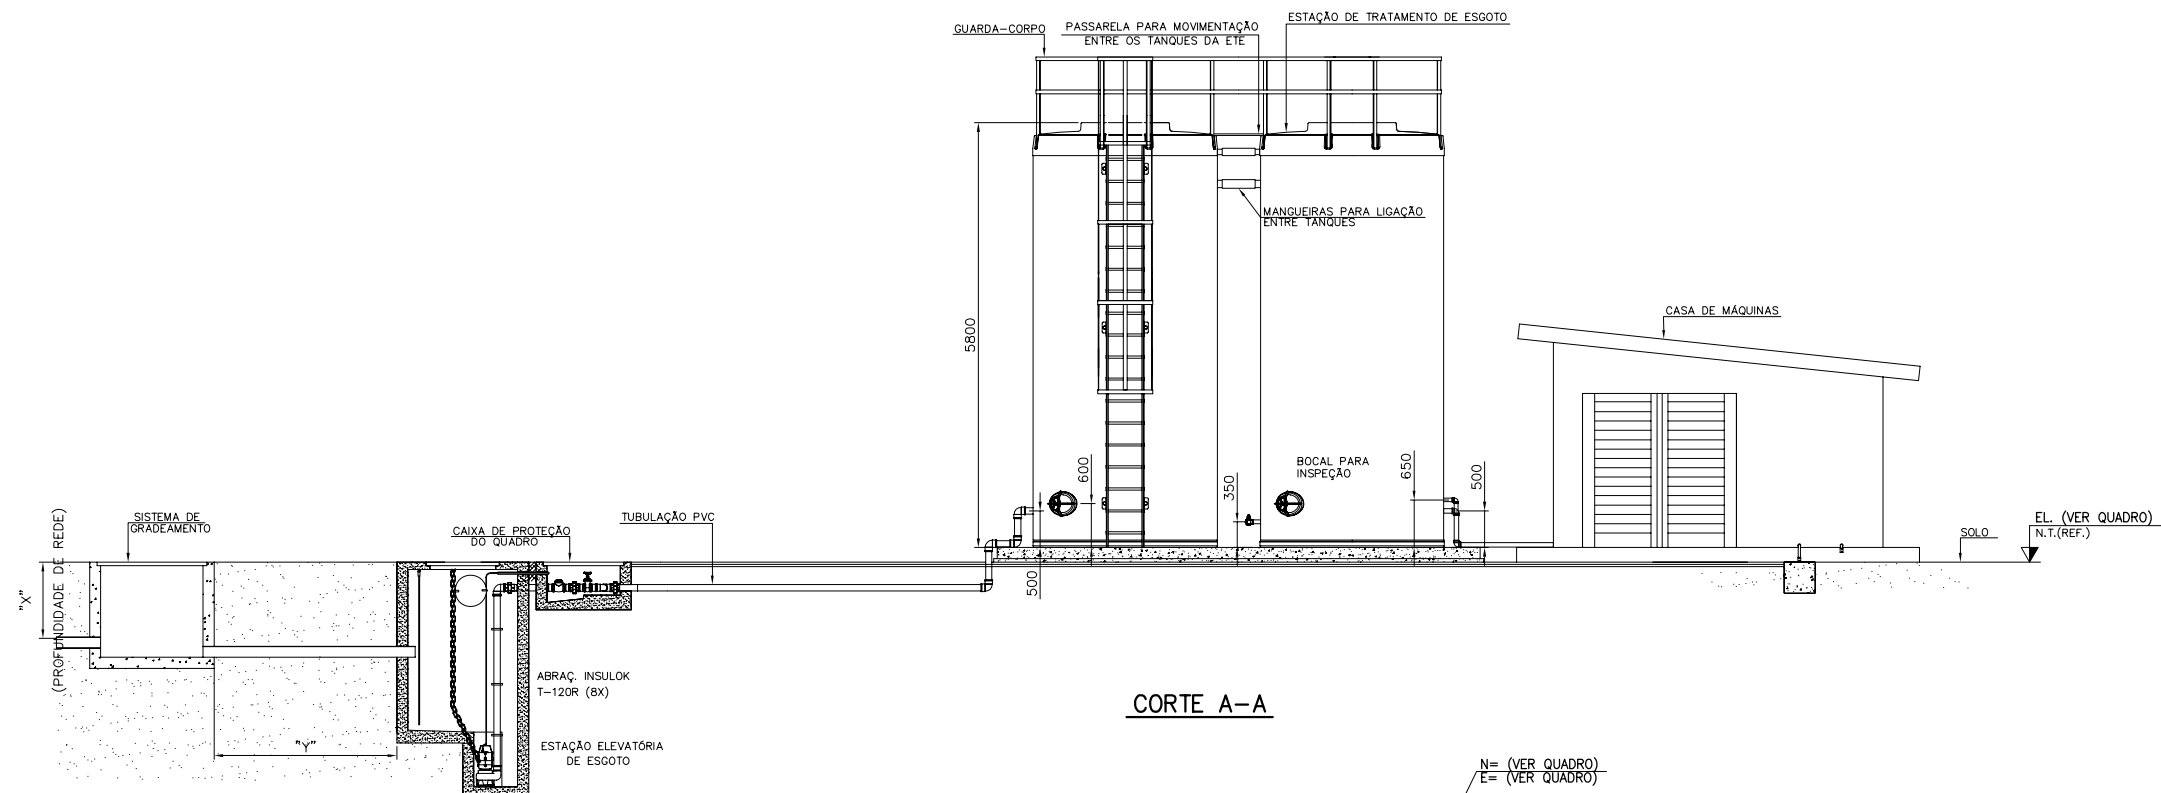 ESTAÇÃO DE TRATAMENTO DE ESGOTO
GUARDA-CORPO
PASSARELA PARA MOVIMENTAÇÃO
ENTRE OS TANQUES DA ETE
MANGUEIRAS PARA LIGAÇÃO
ENTRE TANQUES
5800
CASA DE MÁQUINAS
BOCAL PARA
INSPEÇÃO
600
350
650
500
500
SISTEMA DE
GRADEAMENTO
CAIXA DE PROTEÇÃO
DO QUADRO
TUBULAÇÃO PVC
SOLO
EL. (VER QUADRO)
N.T.(REF.)
"X"
(PROFUNDIDADE DE REDE)
ABRAÇ. INSULOK
T-120R (8X)
"Y"
ESTAÇÃO ELEVATÓRIA
DE ESGOTO
CORTE A-A
N= (VER QUADRO)
E= (VER QUADRO)